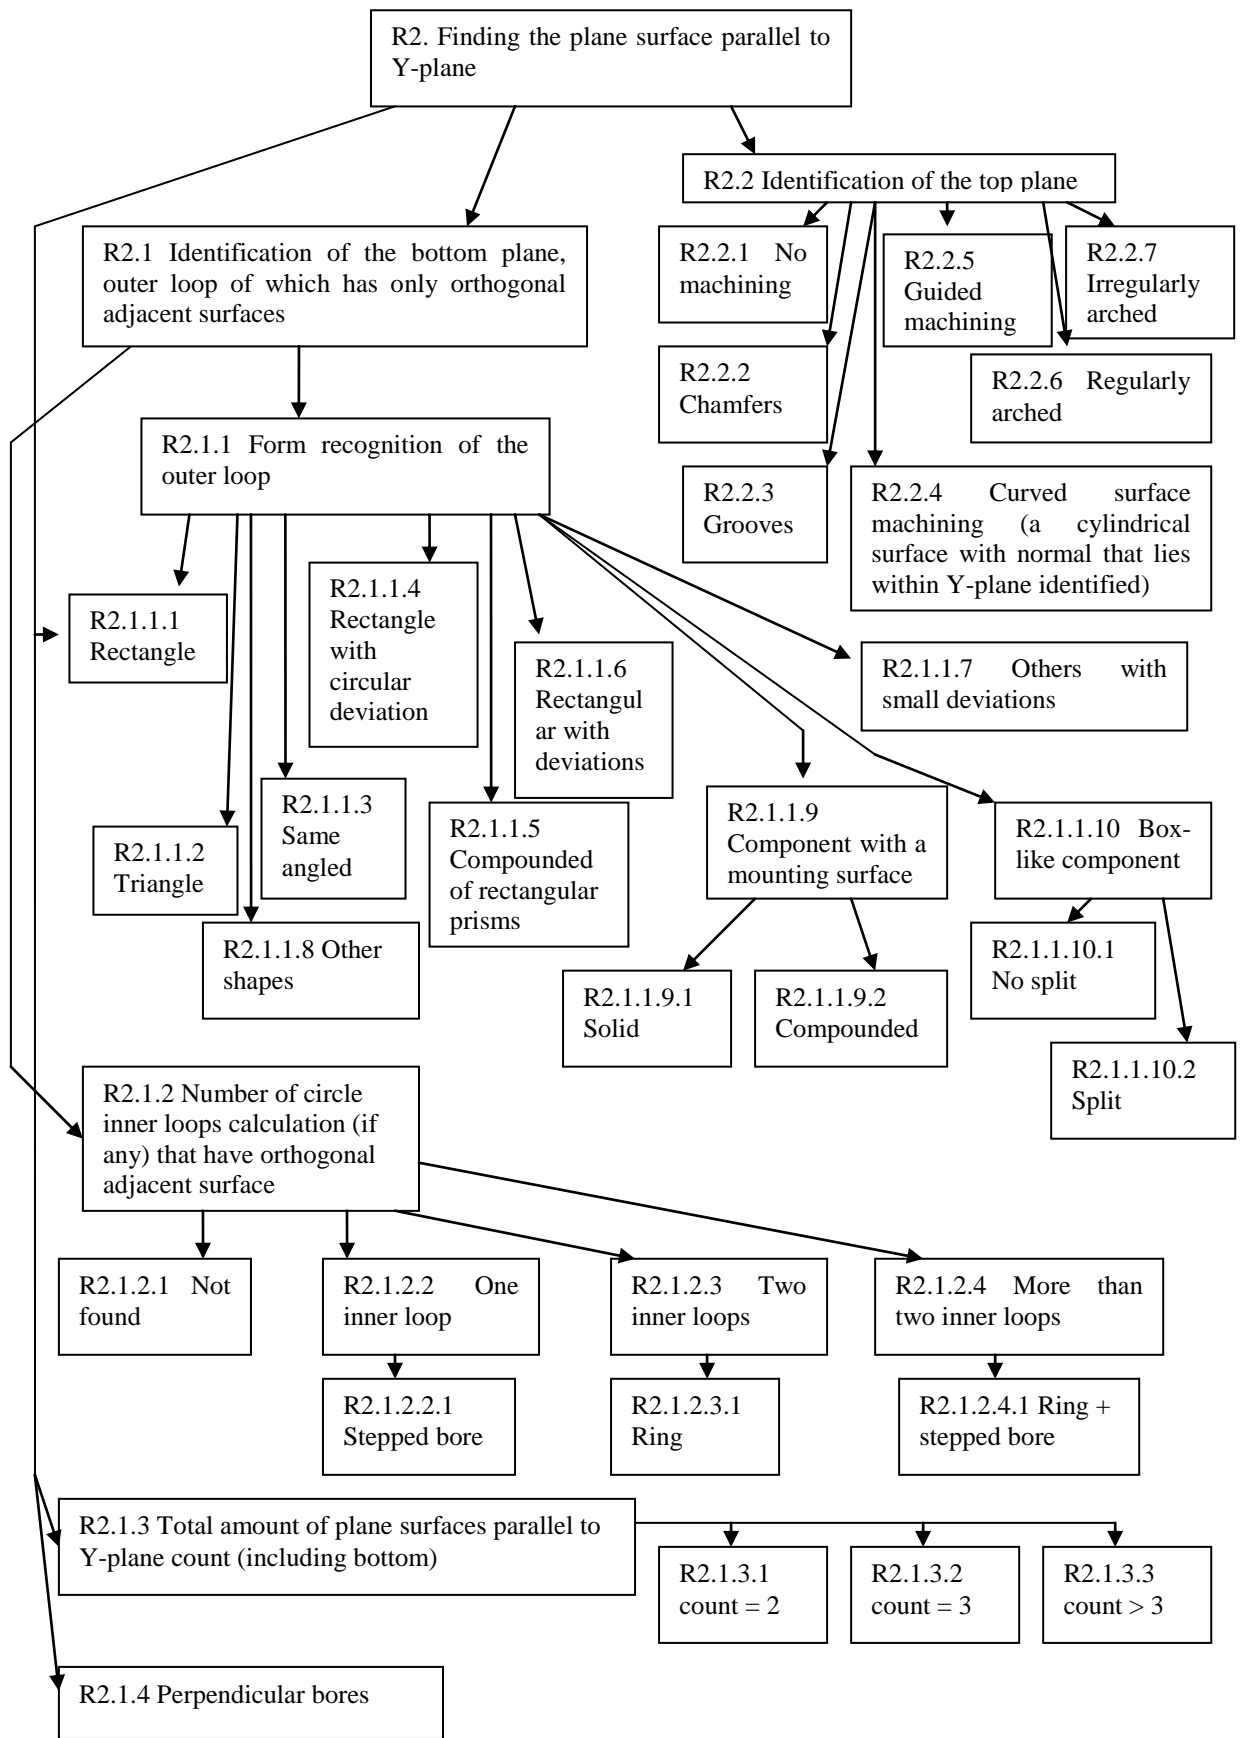 R2. Finding the plane surface parallel to
Y-plane
R2.2 Identification of the top plane
R2.1 Identification of the bottom plane,
outer loop of which has only orthogonal
adjacent surfaces
R2.2.1 No
machining
R2.2.5
Guided
machining
R2.2.7
Irregularly
arched
R2.2.2
Chamfers
R2.2.6 Regularly
arched
R2.1.1 Form recognition of the
outer loop
R2.2.3
Grooves
R2.2.4 Curved surface
machining (a cylindrical
surface with normal that lies
within Y-plane identified)
R2.1.1.1
Rectangle
R2.1.1.4
Rectangle
with
circular
deviation
R2.1.1.6
Rectangul
ar with
deviations
R2.1.1.7 Others with
small deviations
R2.1.1.2
Triangle
R2.1.1.3
Same
angled
R2.1.1.5
Compounded
of rectangular
prisms
R2.1.1.9
Component with a
mounting surface
R2.1.1.10 Box-
like component
R2.1.1.8 Other
shapes
R2.1.1.9.1
Solid
R2.1.1.9.2
Compounded
R2.1.1.10.1
No split
R2.1.1.10.2
Split
R2.1.2 Number of circle
inner loops calculation (if
any) that have orthogonal
adjacent surface
R2.1.2.1 Not
found
R2.1.2.2 One
inner loop
R2.1.2.3 Two
inner loops
R2.1.2.4 More than
two inner loops
R2.1.2.2.1
Stepped bore
R2.1.2.3.1
Ring
R2.1.2.4.1 Ring +
stepped bore
R2.1.3 Total amount of plane surfaces parallel to
Y-plane count (including bottom)
R2.1.3.1
count = 2
R2.1.3.2
count = 3
R2.1.3.3
count > 3
R2.1.4 Perpendicular bores